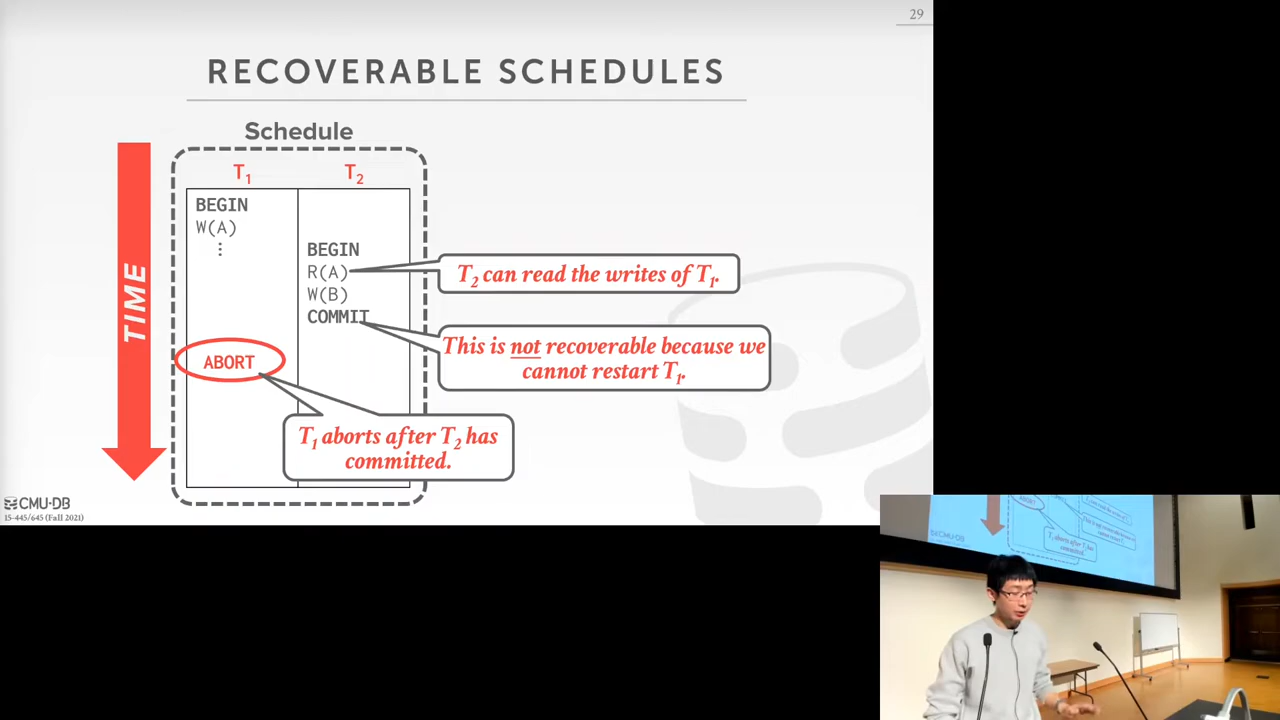 29
RECOVERABLE SCHEDULES
Schedule
T1 T2
BEGIN
W(A)
⋮
BEGIN
R(A)
W(B)
COMMIT
ABORT
TIME
T2 can read the writes of T1.
This is not recoverable because we
cannot restart T1.
T1 aborts after T2 has
committed.
CMU·DB
15-445/645 (Fall 2021)